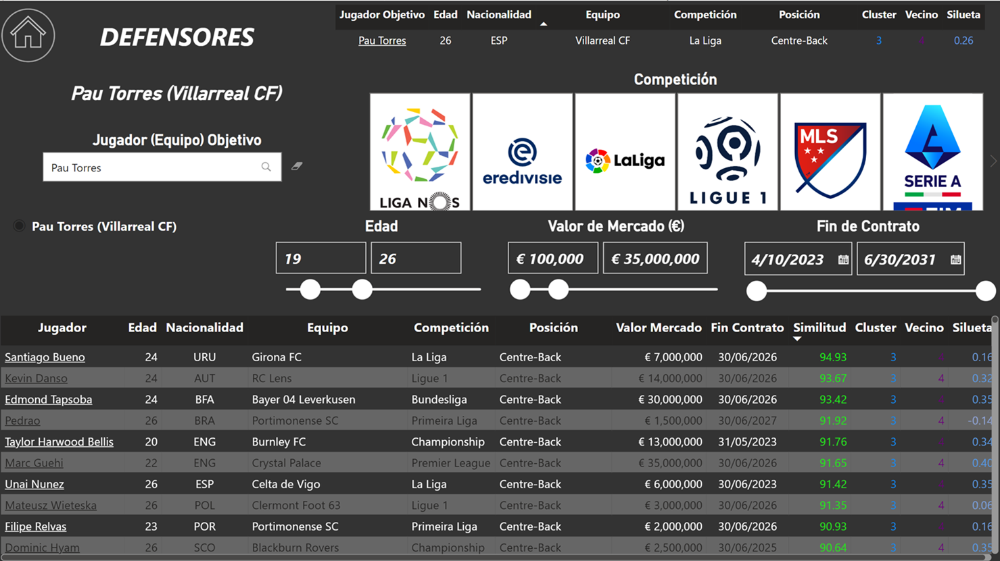 Jugador Objetivo Edad Nacionalidad Equipo Competición Posición Cluster Vecino Silueta
Pau Torres 26 ESP Villarreal CF La Liga Centre-Back 3 4 0.26
DEFENSORES
Pau Torres (Villarreal CF)
Competición
Jugador (Equipo) Objetivo
Pau Torres
LIGA NOS
eredivisie
LaLiga
LIGUE 1
MLS
SERIE A
TIM
Pau Torres (Villarreal CF)
Edad
19 26
Valor de Mercado (€)
€ 100,000 € 35,000,000
Fin de Contrato
4/10/2023 6/30/2031
Jugador Edad Nacionalidad Equipo Competición Posición Valor Mercado Fin Contrato Similitud Cluster Vecino Silueta
Santiago Bueno 24 URU Girona FC La Liga Centre-Back € 7,000,000 30/06/2026 94.93 3 4 0.16
Kevin Danso 24 AUT RC Lens Ligue 1 Centre-Back € 14,000,000 30/06/2026 93.67 3 4 0.32
Edmond Tapsoba 24 BFA Bayer 04 Leverkusen Bundesliga Centre-Back € 30,000,000 30/06/2026 93.42 3 4 0.35
Pedrao 26 BRA Portimonense SC Primeira Liga Centre-Back € 1,500,000 30/06/2027 91.92 3 4 -0.14
Taylor Harwood Bellis 20 ENG Burnley FC Championship Centre-Back € 13,000,000 31/05/2023 91.76 3 4 0.34
Marc Guehi 22 ENG Crystal Palace Premier League Centre-Back € 35,000,000 30/06/2026 91.65 3 4 0.40
Unai Nunez 26 ESP Celta de Vigo La Liga Centre-Back € 6,000,000 30/06/2023 91.42 3 4 0.35
Mateusz Wieteska 26 POL Clermont Foot 63 Ligue 1 Centre-Back € 3,000,000 30/06/2026 91.35 3 4 0.06
Filipe Relvas 23 POR Portimonense SC Primeira Liga Centre-Back € 2,000,000 30/06/2026 90.93 3 4 0.16
Dominic Hyam 26 SCO Blackburn Rovers Championship Centre-Back € 2,500,000 30/06/2025 90.64 3 4 0.35